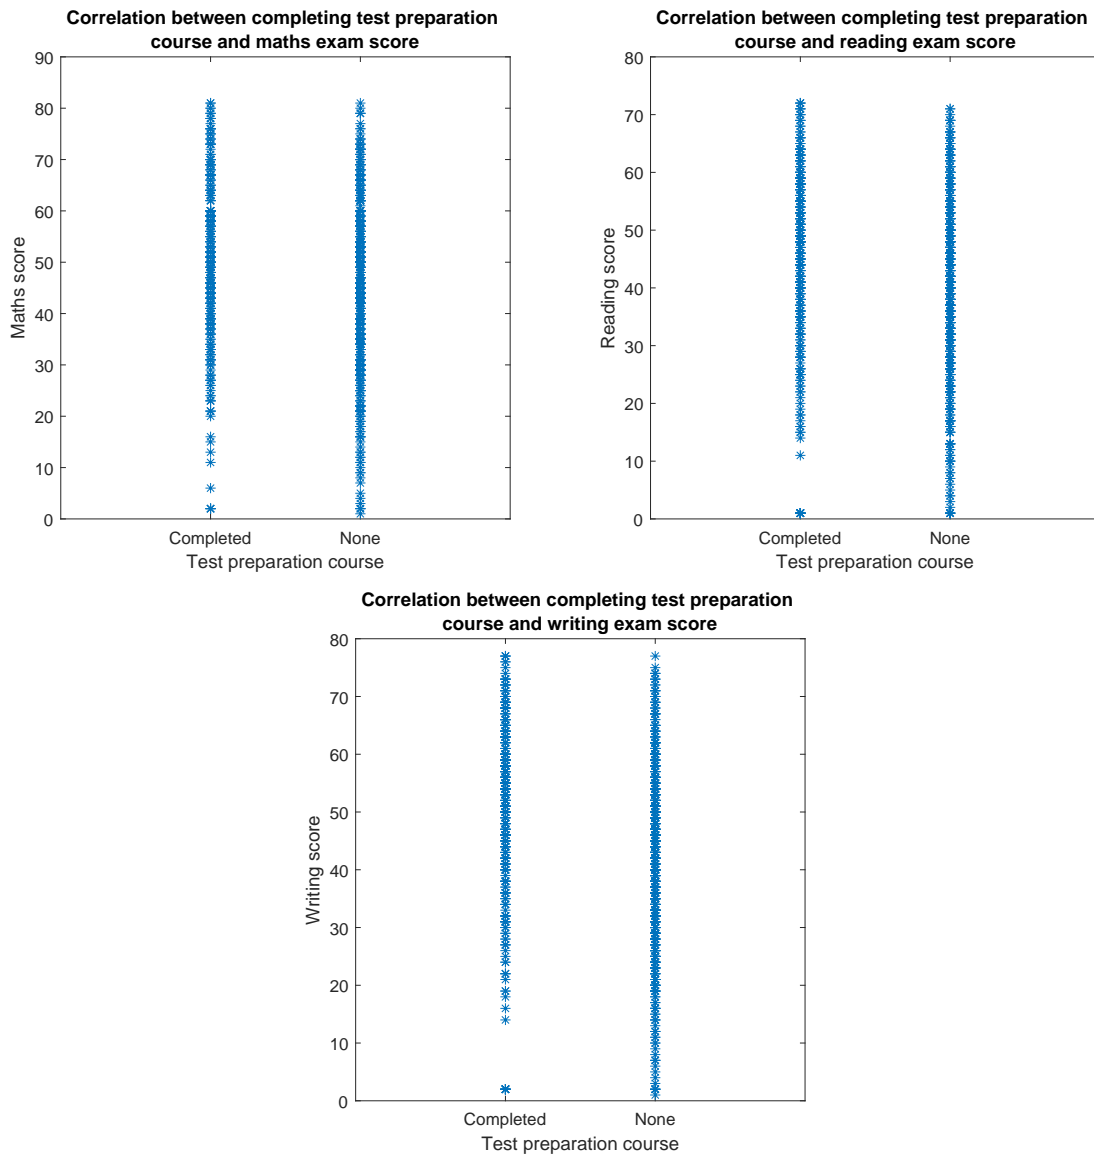 Correlation between completing test preparation
course and maths exam score
90
80
70
60
50
40
30
20
10
0
Maths score
Completed
None
Test preparation course
Correlation between completing test preparation
course and reading exam score
80
70
60
50
40
30
20
10
0
Reading score
Completed
None
Test preparation course
Correlation between completing test preparation
course and writing exam score
80
70
60
50
40
30
20
10
0
Writing score
Completed
None
Test preparation course